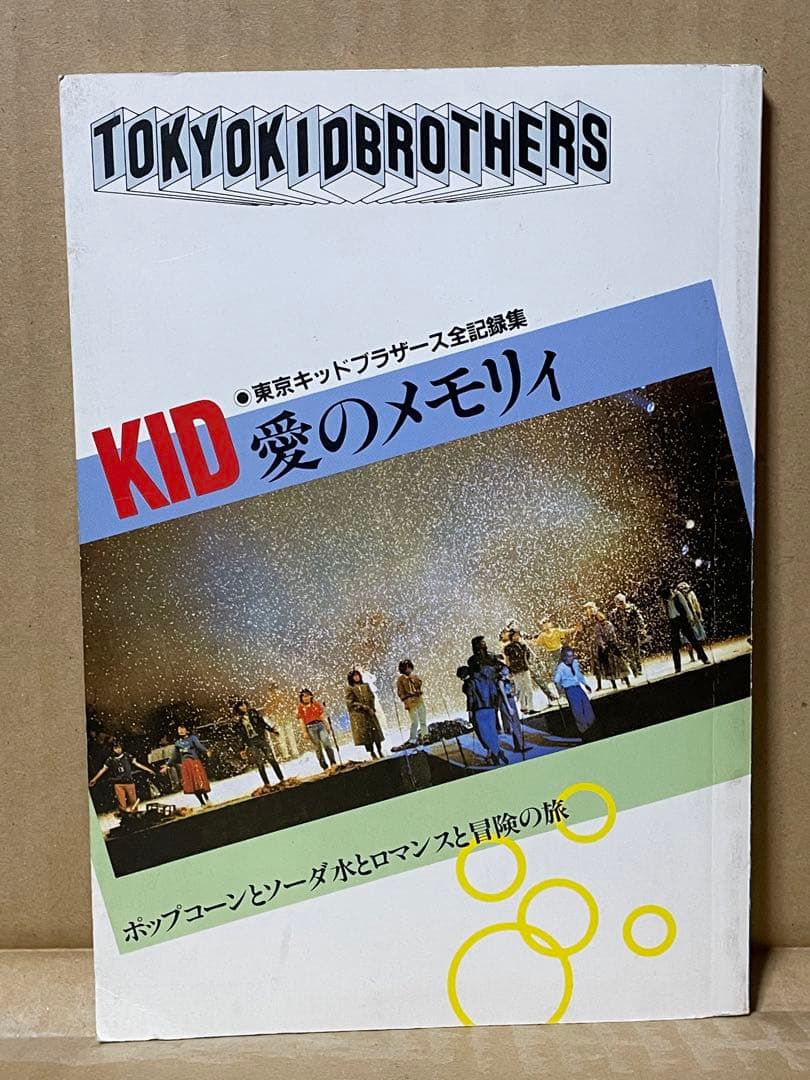 TOKYOKIDBROTHERS
●東京キッドブラザース全記録集
KID 愛のメモリィ
ポップコーンとソーダ水とロマンスと冒険の旅